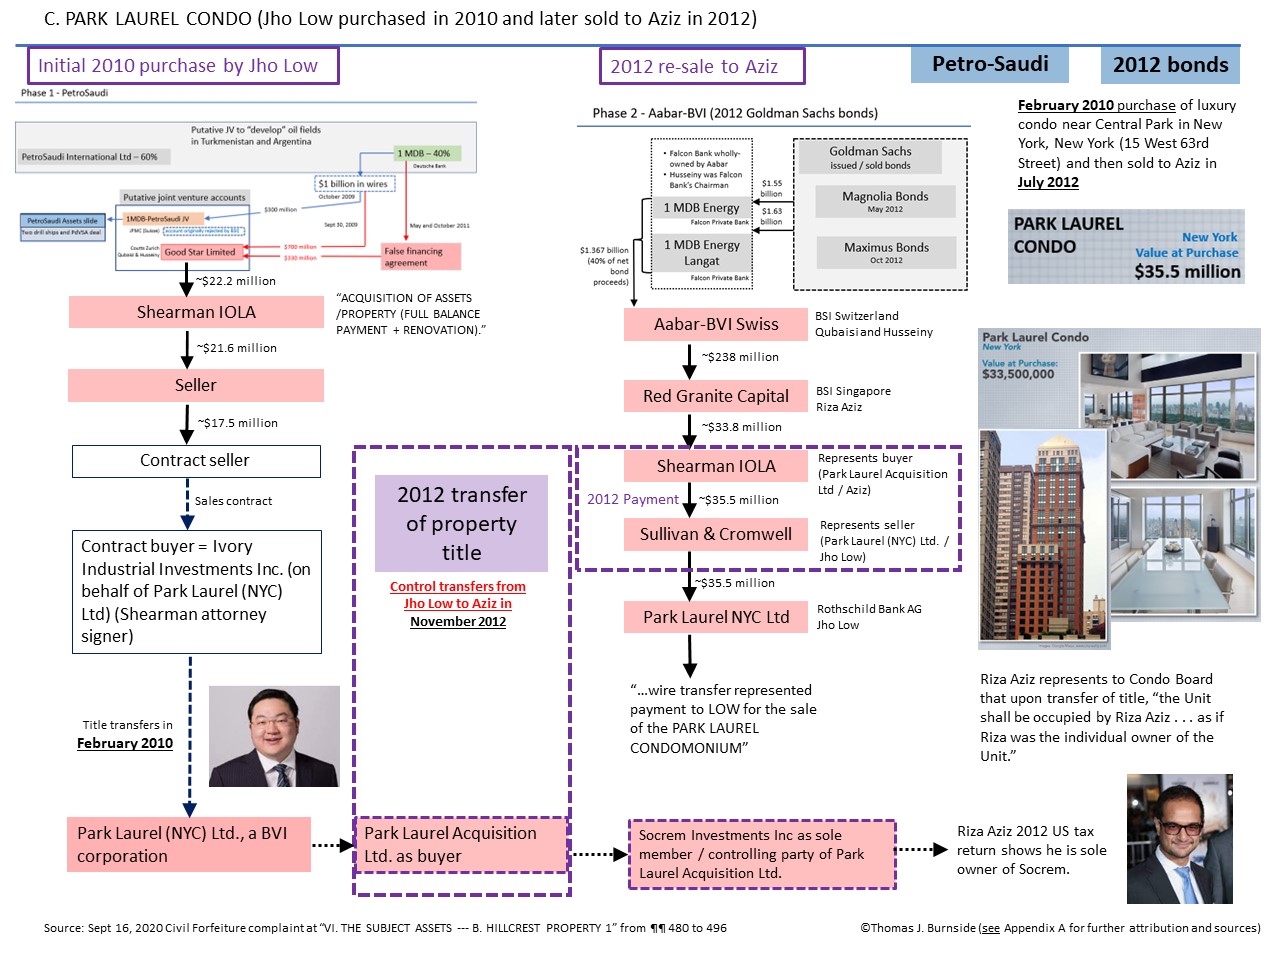 C. PARK LAUREL CONDO (Jho Low purchased in 2010 and later sold to Aziz in 2012)
Initial 2010 purchase by Jho Low
2012 re-sale to Aziz
Petro-Saudi
2012 bonds
Phase 1 - PetroSaudi
Putative JV to “develop” oil fields
in Turkmenistan and Argentina
PetroSaudi International Ltd – 60%
1 MDB – 40%
Deutsche Bank
$1 billion in wires
October 2009
Putative joint venture accounts
$300 million
PetroSaudi Assets slide
Two drill ships and PdVSA deal
1MDB-PetroSaudi JV
JPMC (Suisse)
account originally rejected by BSI
Sept 30, 2009
May and October 2011
Coutts Zurich
Qubaisi & Husseiny
Good Star Limited
$700 million
$330 million
False financing
agreement
~$22.2 million
Shearman IOLA
“ACQUISITION OF ASSETS
/PROPERTY (FULL BALANCE
PAYMENT + RENOVATION).”
~$21.6 million
Seller
~$17.5 million
Contract seller
Sales contract
Contract buyer = Ivory
Industrial Investments Inc. (on
behalf of Park Laurel (NYC)
Ltd) (Shearman attorney
signer)
Title transfers in
February 2010
Park Laurel (NYC) Ltd., a BVI
corporation
2012 transfer
of property
title
Control transfers from
Jho Low to Aziz in
November 2012
Park Laurel Acquisition
Ltd. as buyer
Phase 2 - Aabar-BVI (2012 Goldman Sachs bonds)
• Falcon Bank wholly-
owned by Aabar
• Husseiny was Falcon
Bank’s Chairman
1 MDB Energy
Falcon Private Bank
1 MDB Energy
Langat
Falcon Private Bank
$1.55
billion
$1.63
billion
Goldman Sachs
issued / sold bonds
Magnolia Bonds
May 2012
Maximus Bonds
Oct 2012
$1.367 billion
(40% of net
bond
proceeds)
Aabar-BVI Swiss
BSI Switzerland
Qubaisi and Husseiny
~$238 million
Red Granite Capital
BSI Singapore
Riza Aziz
~$33.8 million
Shearman IOLA
Represents buyer
(Park Laurel Acquisition
Ltd / Aziz)
2012 Payment
~$35.5 million
Sullivan & Cromwell
Represents seller
(Park Laurel (NYC) Ltd. /
Jho Low)
~$35.5 million
Park Laurel NYC Ltd
Rothschild Bank AG
Jho Low
“…wire transfer represented
payment to LOW for the sale
of the PARK LAUREL
CONDOMONIUM”
Socrem Investments Inc as sole
member / controlling party of Park
Laurel Acquisition Ltd.
February 2010 purchase of luxury
condo near Central Park in New
York, New York (15 West 63rd
Street) and then sold to Aziz in
July 2012
PARK LAUREL
CONDO
New York
Value at Purchase
$35.5 million
Park Laurel Condo
New York
Value at Purchase:
$33,500,000
Riza Aziz represents to Condo Board
that upon transfer of title, “the Unit
shall be occupied by Riza Aziz . . . as if
Riza was the individual owner of the
Unit.”
Riza Aziz 2012 US tax
return shows he is sole
owner of Socrem.
Source: Sept 16, 2020 Civil Forfeiture complaint at “VI. THE SUBJECT ASSETS --- B. HILLCREST PROPERTY 1” from ¶¶ 480 to 496
©Thomas J. Burnside (see Appendix A for further attribution and sources)